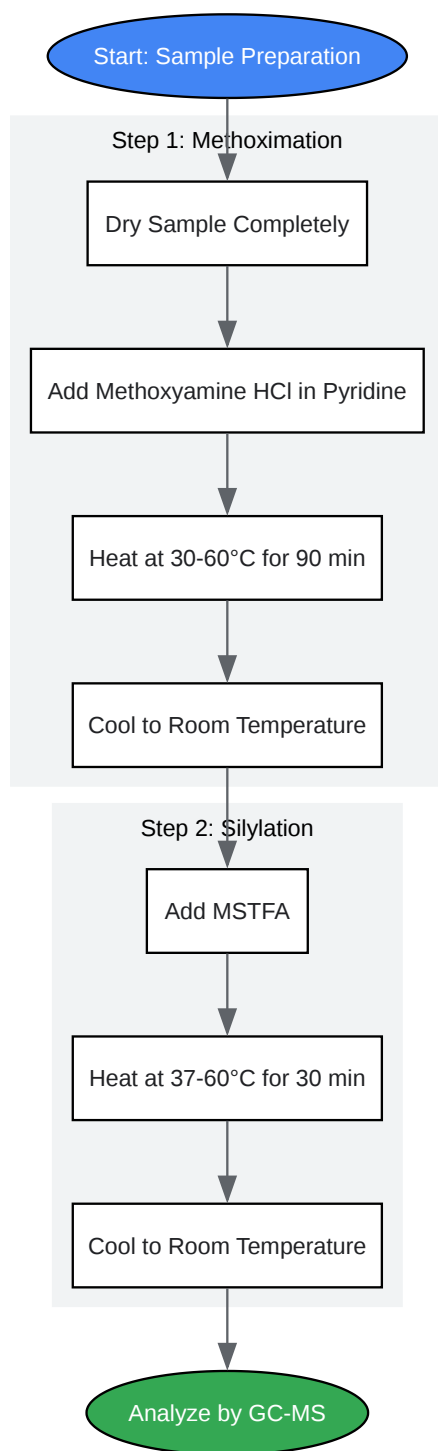 Start: Sample Preparation
Step 1: Methoximation
Dry Sample Completely
Add Methoxyamine HCl in Pyridine
Heat at 30-60°C for 90 min
Cool to Room Temperature
Step 2: Silylation
Add MSTFA
Heat at 37-60°C for 30 min
Cool to Room Temperature
Analyze by GC-MS